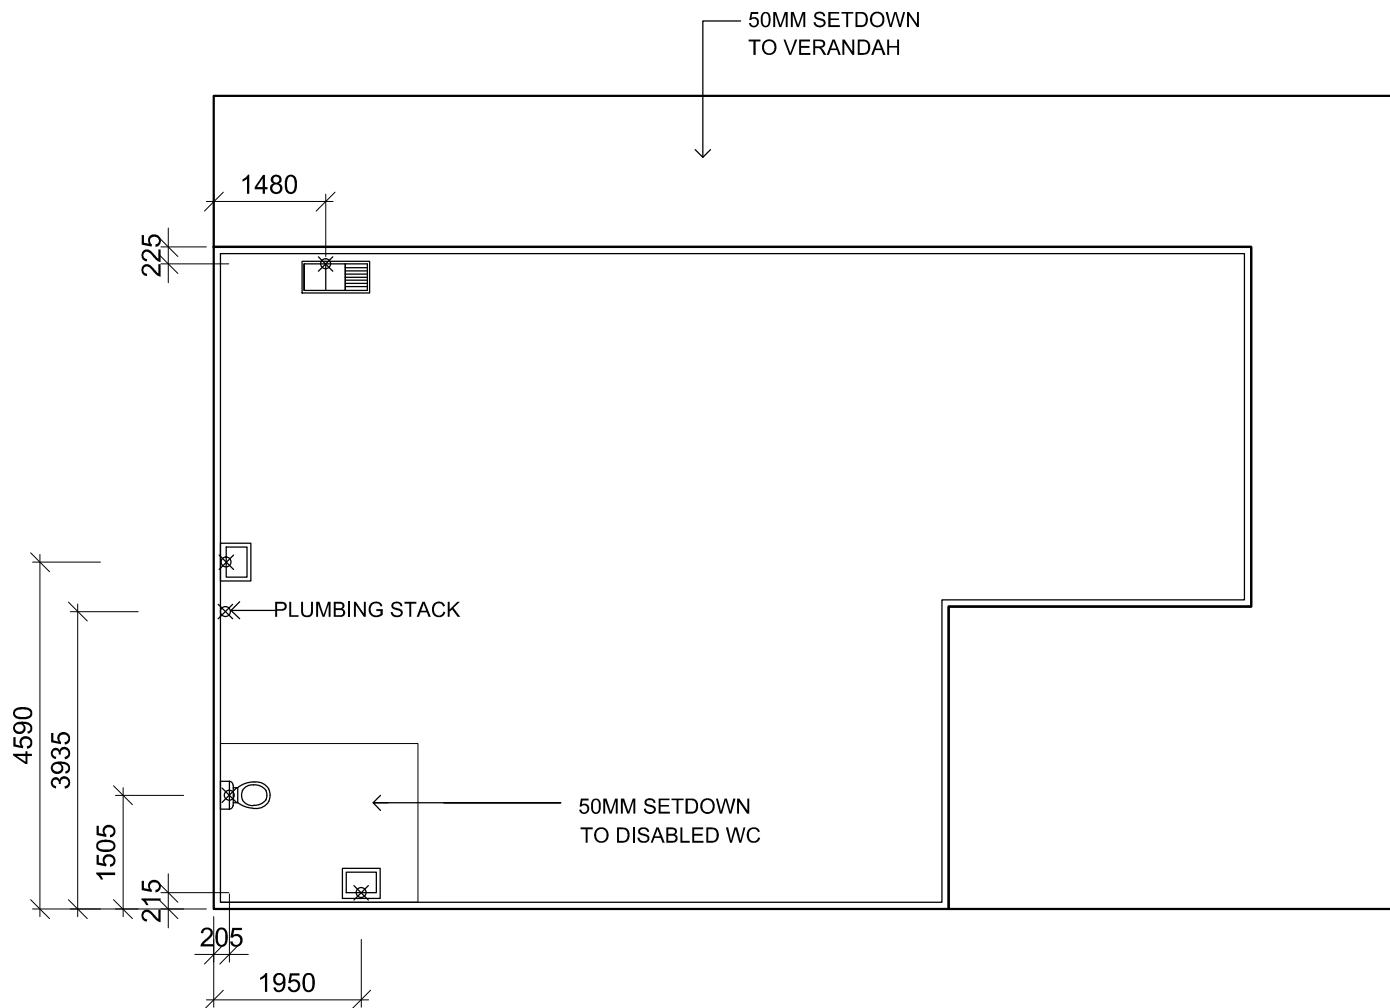 50MM SETDOWN
TO VERANDAH
1480
225
PLUMBING STACK
4590
3935
50MM SETDOWN
TO DISABLED WC
1505
215
205
1950